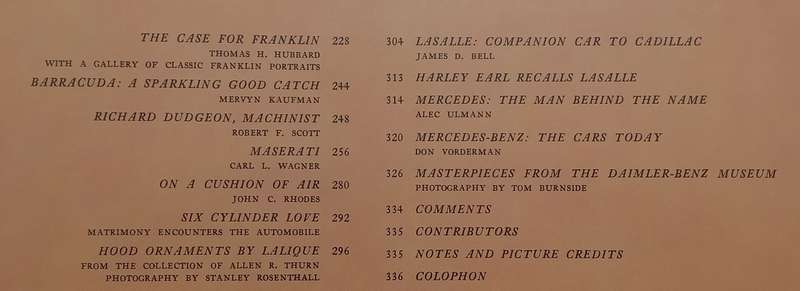 THE CASE FOR FRANKLIN 228
THOMAS H. HUBBARD
WITH A GALLERY OF CLASSIC FRANKLIN PORTRAITS
BARRACUDA: A SPARKLING GOOD CATCH 244
MERVYN KAUFMAN
RICHARD DUDGEON, MACHINIST 248
ROBERT F. SCOTT
MASERATI 256
CARL L. WAGNER
ON A CUSHION OF AIR 280
JOHN C. RHODES
SIX CYLINDER LOVE 292
MATRIMONY ENCOUNTERS THE AUTOMOBILE
HOOD ORNAMENTS BY LALIQUE 296
FROM THE COLLECTION OF ALLEN R. THURN
PHOTOGRAPHY BY STANLEY ROSENTHALL
304 LASALLE: COMPANION CAR TO CADILLAC
JAMES D. BELL
313 HARLEY EARL RECALLS LASALLE
314 MERCEDES: THE MAN BEHIND THE NAME
ALEC ULMANN
320 MERCEDES-BENZ: THE CARS TODAY
DON VORDERMAN
326 MASTERPIECES FROM THE DAIMLER-BENZ MUSEUM
PHOTOGRAPHY BY TOM BURNSIDE
334 COMMENTS
335 CONTRIBUTORS
335 NOTES AND PICTURE CREDITS
336 COLOPHON